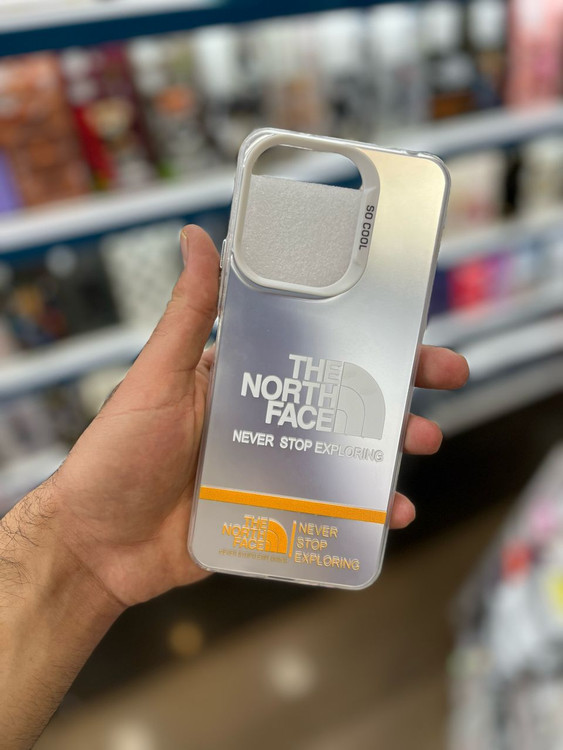 SO COOL
THE
NORTH
FACE
NEVER STOP EXPLORING
THE
NORTH
FACE
NEVER
STOP
EXPLORING